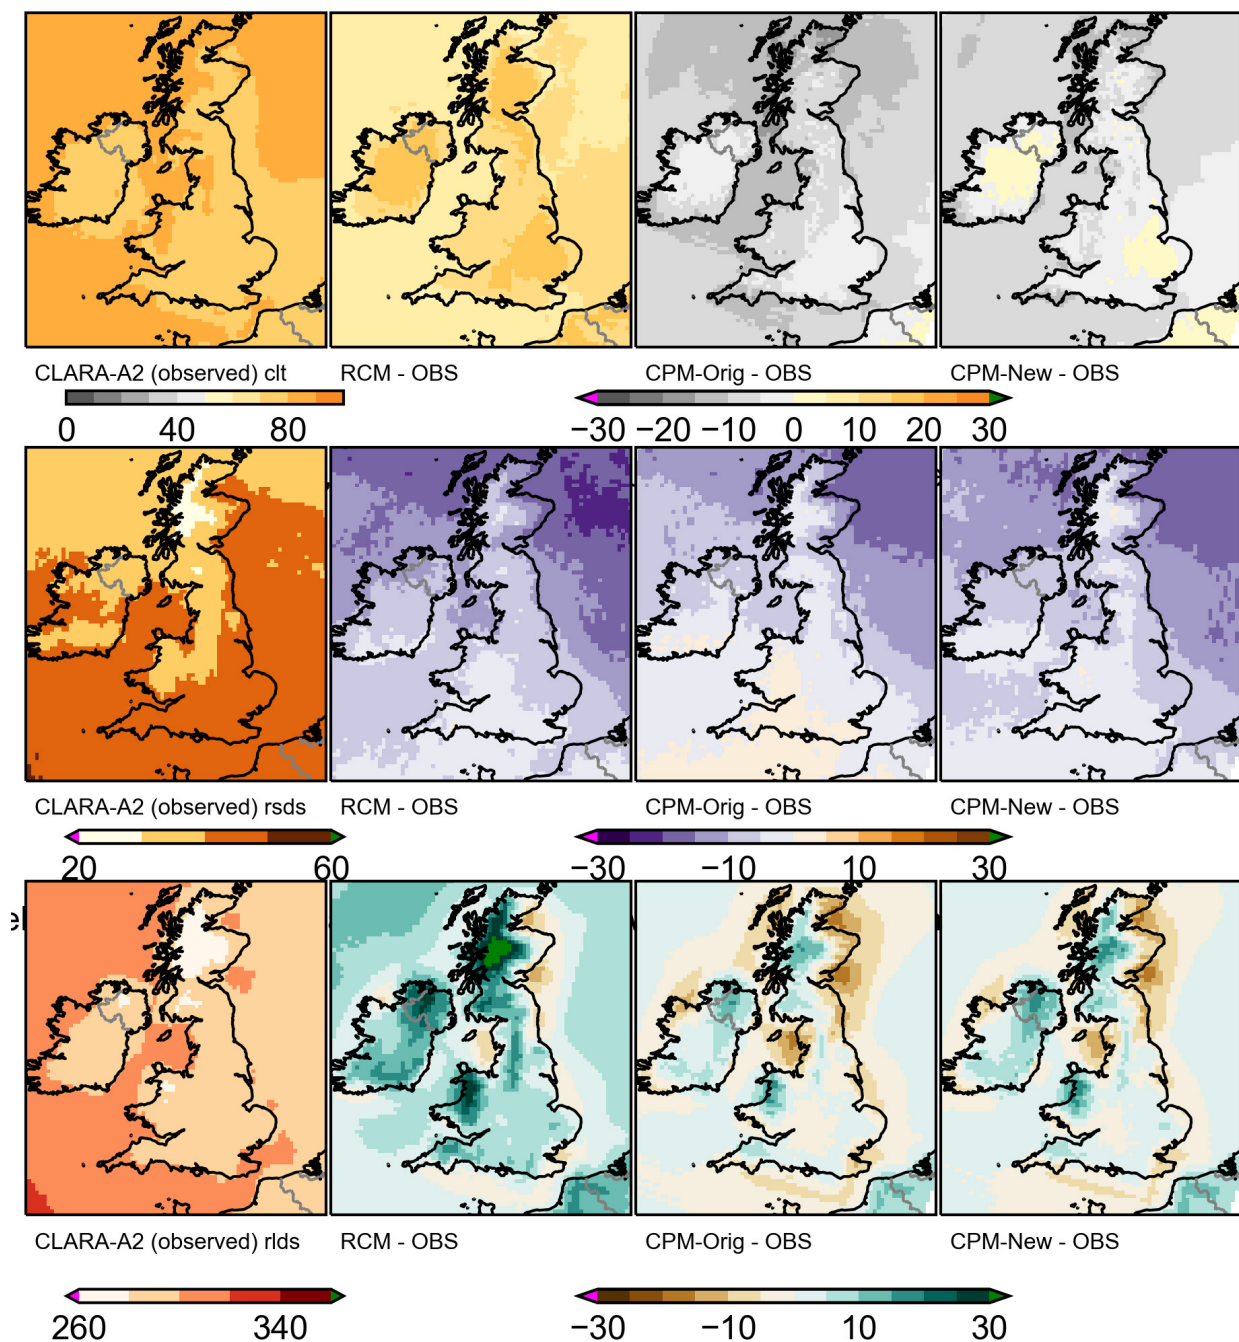 CLARA-A2 (observed) clt RCM - OBS CPM-Orig - OBS CPM-New - OBS
0 40 80 −30 −20 −10 0 10 20 30
CLARA-A2 (observed) rsds RCM - OBS CPM-Orig - OBS CPM-New - OBS
20 60 −30 −10 10 30
CLARA-A2 (observed) rlds RCM - OBS CPM-Orig - OBS CPM-New - OBS
260 340 −30 −10 10 30